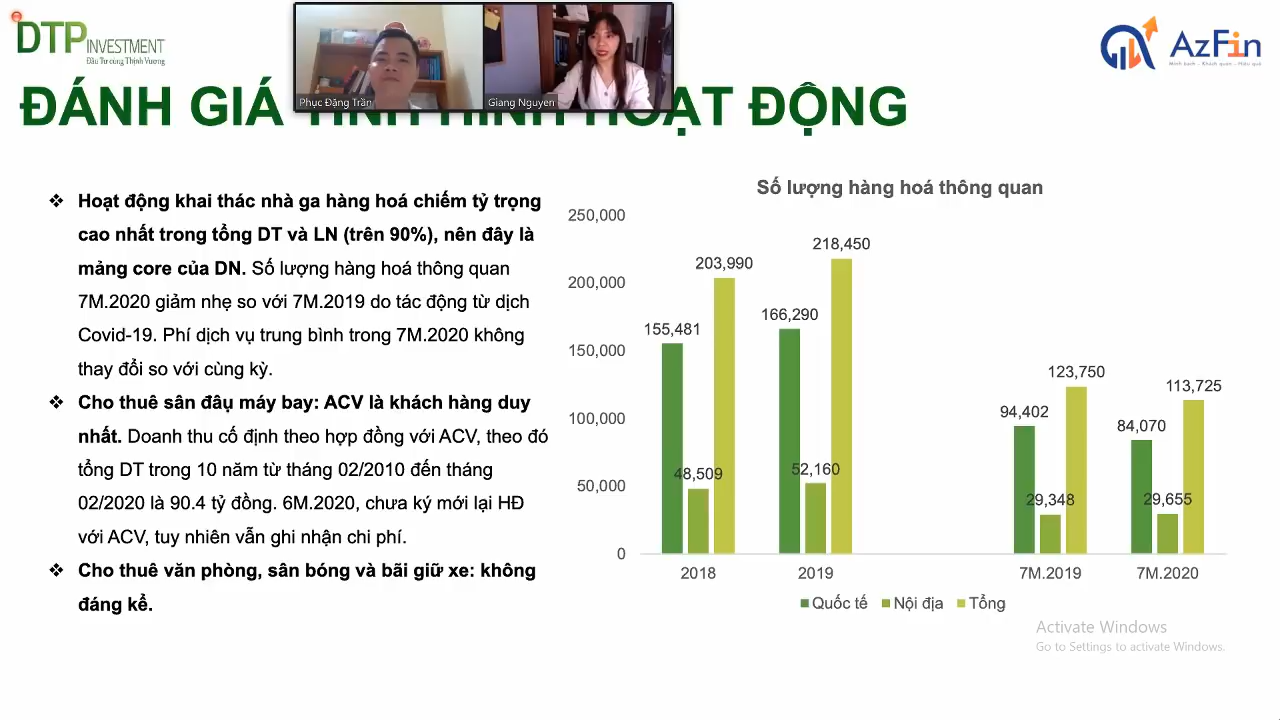 DTP INVESTMENT
Đầu Tư cùng Thịnh Vượng
Phục Đặng Trần
Giang Nguyen
AzFin
Minh bạch – Khách quan – Hiệu quả
ĐÁNH GIÁ TÌNH HÌNH HOẠT ĐỘNG
❖ Hoạt động khai thác nhà ga hàng hoá chiếm tỷ trọng
cao nhất trong tổng DT và LN (trên 90%), nên đây là
mảng core của DN. Số lượng hàng hoá thông quan
7M.2020 giảm nhẹ so với 7M.2019 do tác động từ dịch
Covid-19. Phí dịch vụ trung bình trong 7M.2020 không
thay đổi so với cùng kỳ.
❖ Cho thuê sân đâụ máy bay: ACV là khách hàng duy
nhất. Doanh thu cố định theo hợp đồng với ACV, theo đó
tổng DT trong 10 năm từ tháng 02/2010 đến tháng
02/2020 là 90.4 tỷ đồng. 6M.2020, chưa ký mới lại HĐ
với ACV, tuy nhiên vẫn ghi nhận chi phí.
❖ Cho thuê văn phòng, sân bóng và bãi giữ xe: không
đáng kể.
Số lượng hàng hoá thông quan
250,000
200,000
150,000
100,000
50,000
0
155,481
48,509
203,990
166,290
52,160
218,450
94,402
29,348
123,750
84,070
29,655
113,725
2018
2019
7M.2019
7M.2020
Quốc tế
Nội địa
Tổng
Activate Windows
Go to Settings to activate Windows.